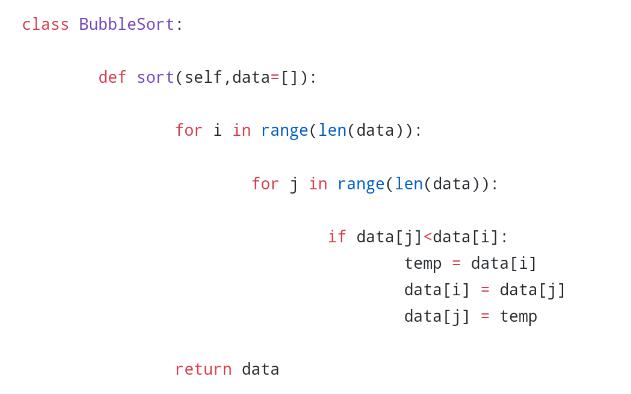 class BubbleSort:
def sort(self,data=[]):
for i in range(len(data)):
for j in range(len(data)):
if data[j]<data[i]:
temp = data[i]
data[i] = data[j]
data[j] = temp
return data